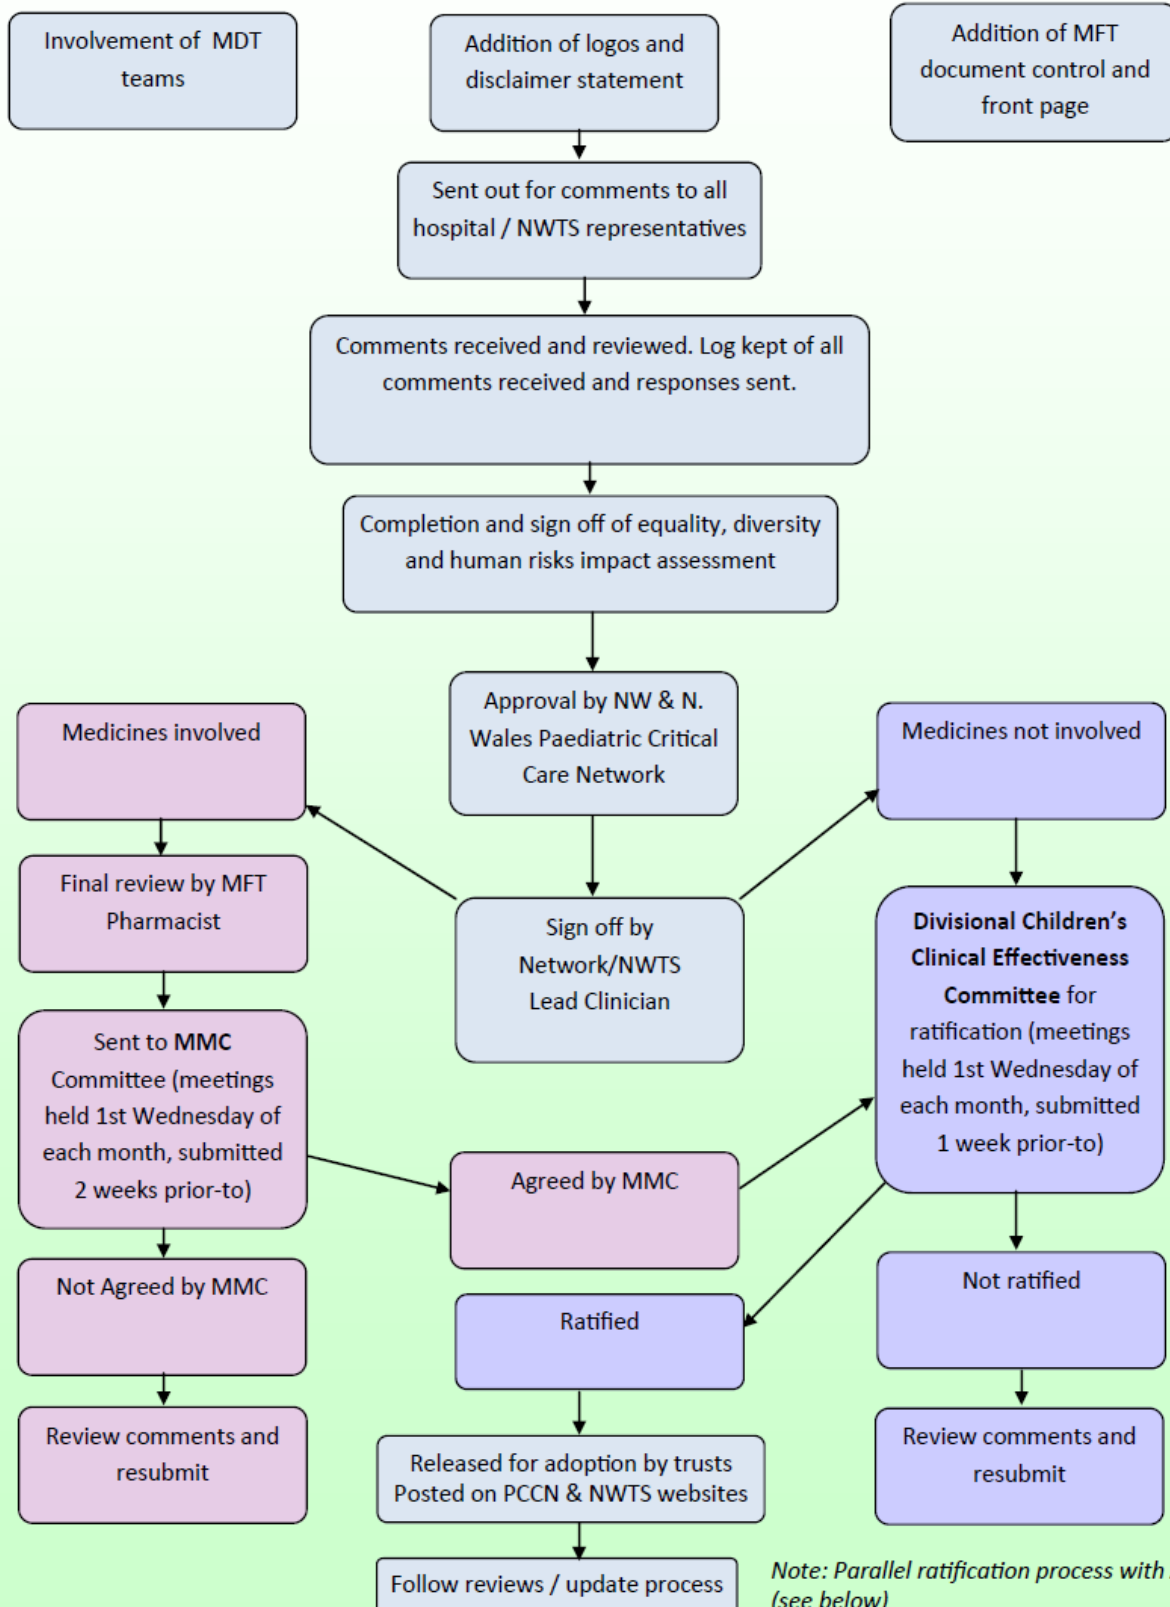 Involvement of MDT
teams
Addition of logos and
disclaimer statement
Addition of MFT
document control and
front page
Sent out for comments to all
hospital / NWTS representatives
Comments received and reviewed. Log kept of all
comments received and responses sent.
Completion and sign off of equality, diversity
and human risks impact assessment
Approval by NW & N.
Wales Paediatric Critical
Care Network
Medicines involved
Medicines not involved
Final review by MFT
Pharmacist
Sign off by
Network/NWTS
Lead Clinician
Divisional Children's
Clinical Effectiveness
Committee for
ratification (meetings
held 1st Wednesday of
each month, submitted
1 week prior-to)
Sent to MMC
Committee (meetings
held 1st Wednesday of
each month, submitted
2 weeks prior-to)
Agreed by MMC
Not Agreed by MMC
Ratified
Not ratified
Review comments and
resubmit
Released for adoption by trusts
Posted on PCCN & NWTS websites
Review comments and
resubmit
Follow reviews / update process
Note: Parallel ratification process with
(see below)